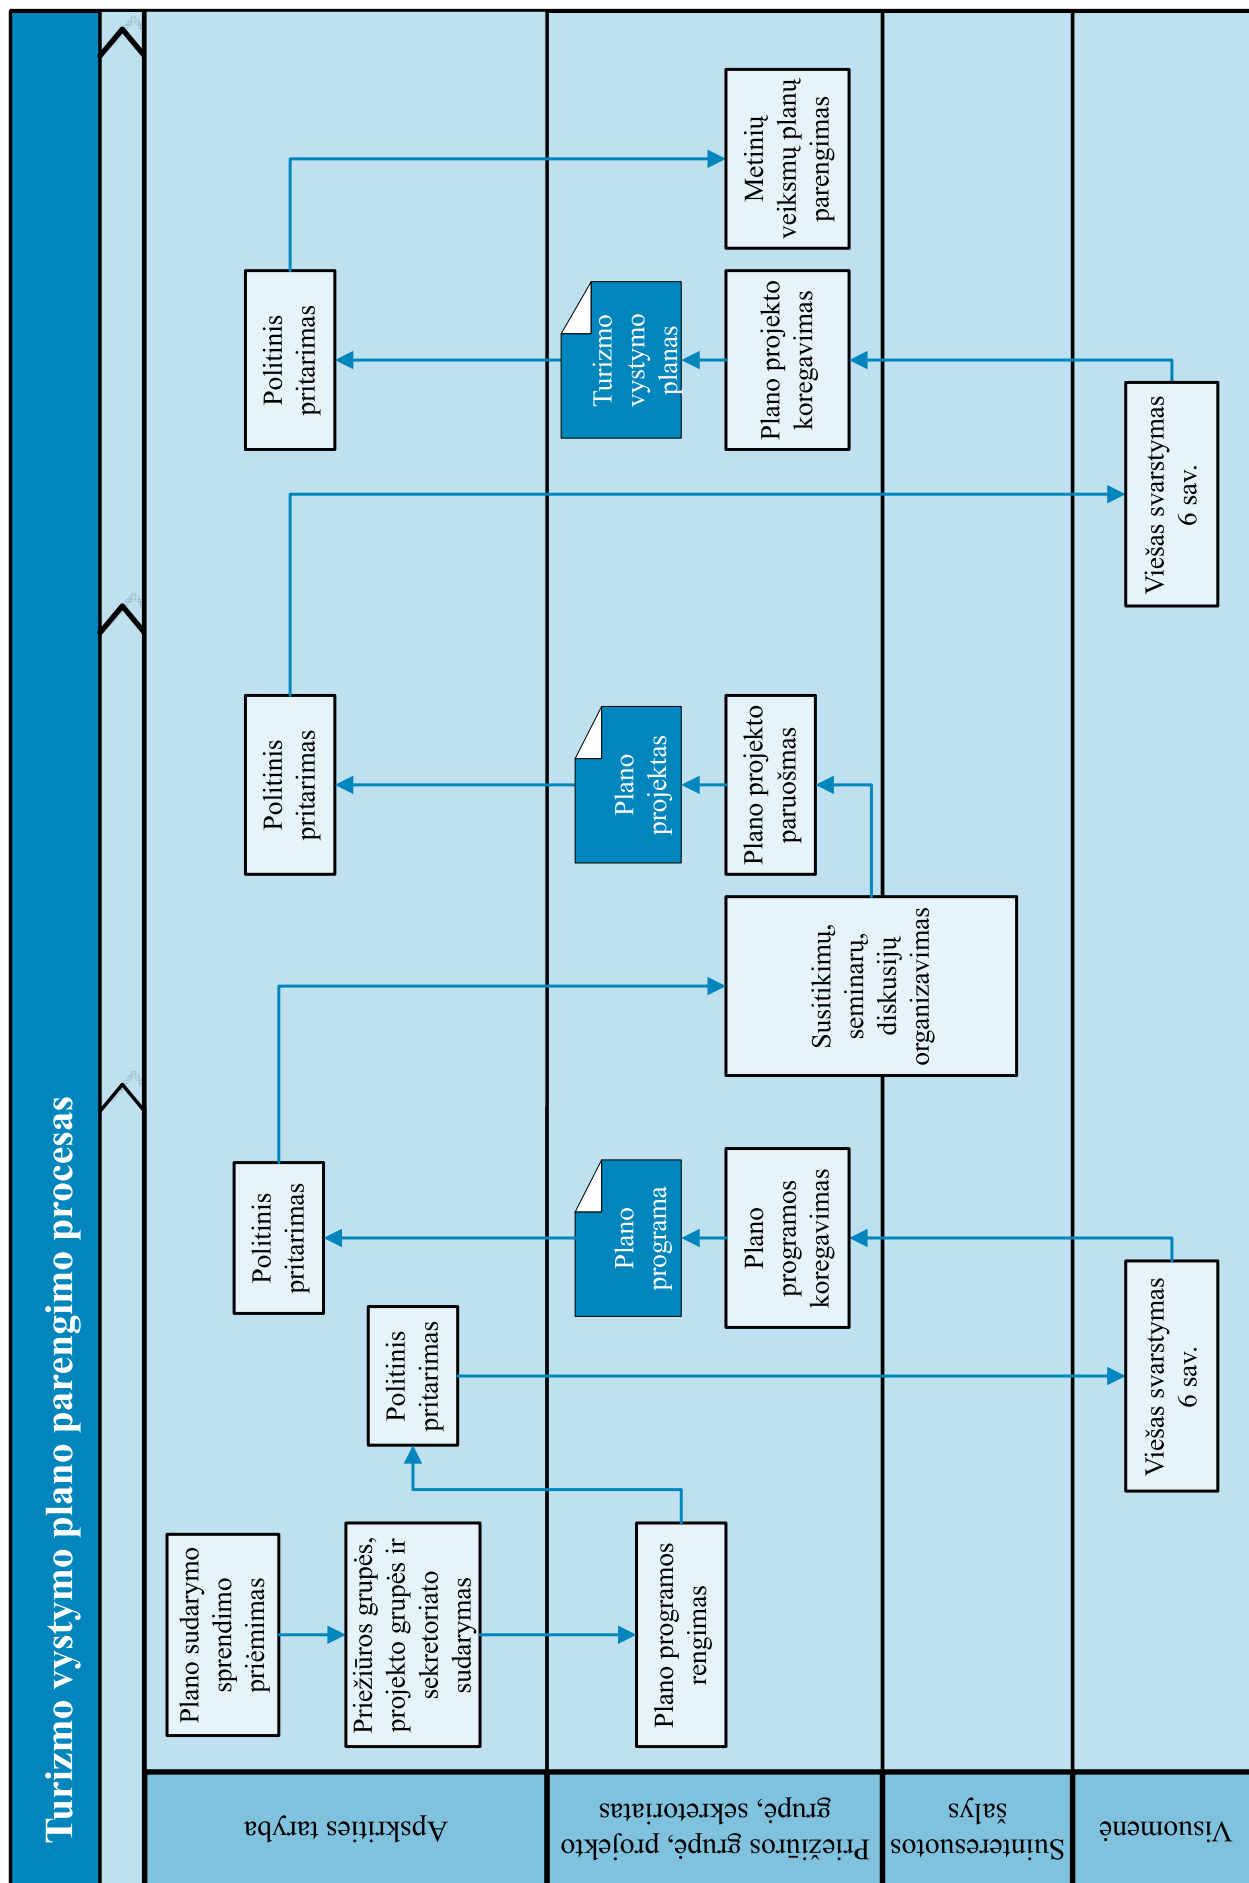 Turizmo vystymo plano parengimo procesas
Apskrities taryba
Plano sudarymo
sprendimo
priėmimas
Priežiūros grupės,
projekto grupės ir
sekretoriato
sudarymas
Politinis
pritarimas
Politinis
pritarimas
Politinis
pritarimas
Politinis
pritarimas
Priežiūros grupė, projekto
grupė, sekretoriatas
Plano programos
rengimas
Plano
programa
Plano
programos
koregavimas
Susitikimų,
seminarų,
diskusijų
organizavimas
Plano
projektas
Plano projekto
paruošmas
Turizmo
vystymo
planas
Plano projekto
koregavimas
Metinių
veiksmų planų
parengimas
Suinteresuotos
šalys
Visuomenė
Viešas svarstymas
6 sav.
Viešas svarstymas
6 sav.